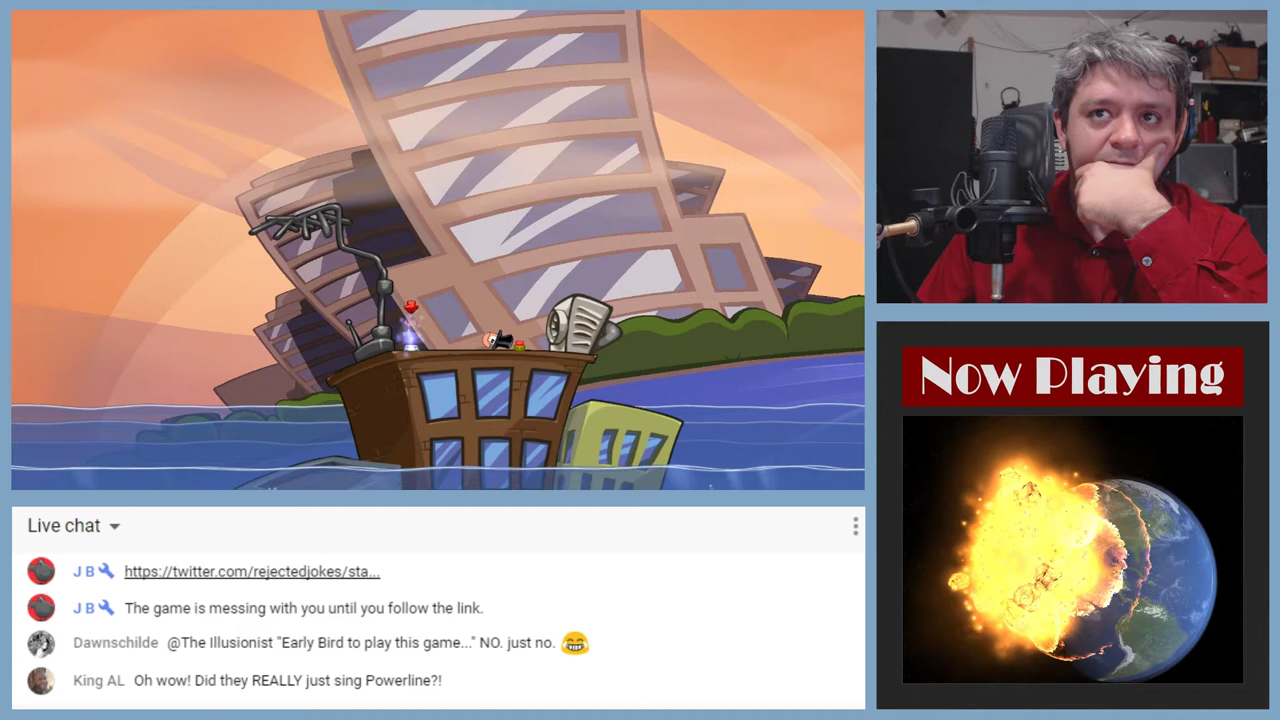 Now Playing
Live chat
J B https://twitter.com/rejectedjokes/sta...
J B The game is messing with you until you follow the link.
Dawnschilde @The Illusionist "Early Bird to play this game..." NO. just no. 😂
King AL Oh wow! Did they REALLY just sing Powerline?!